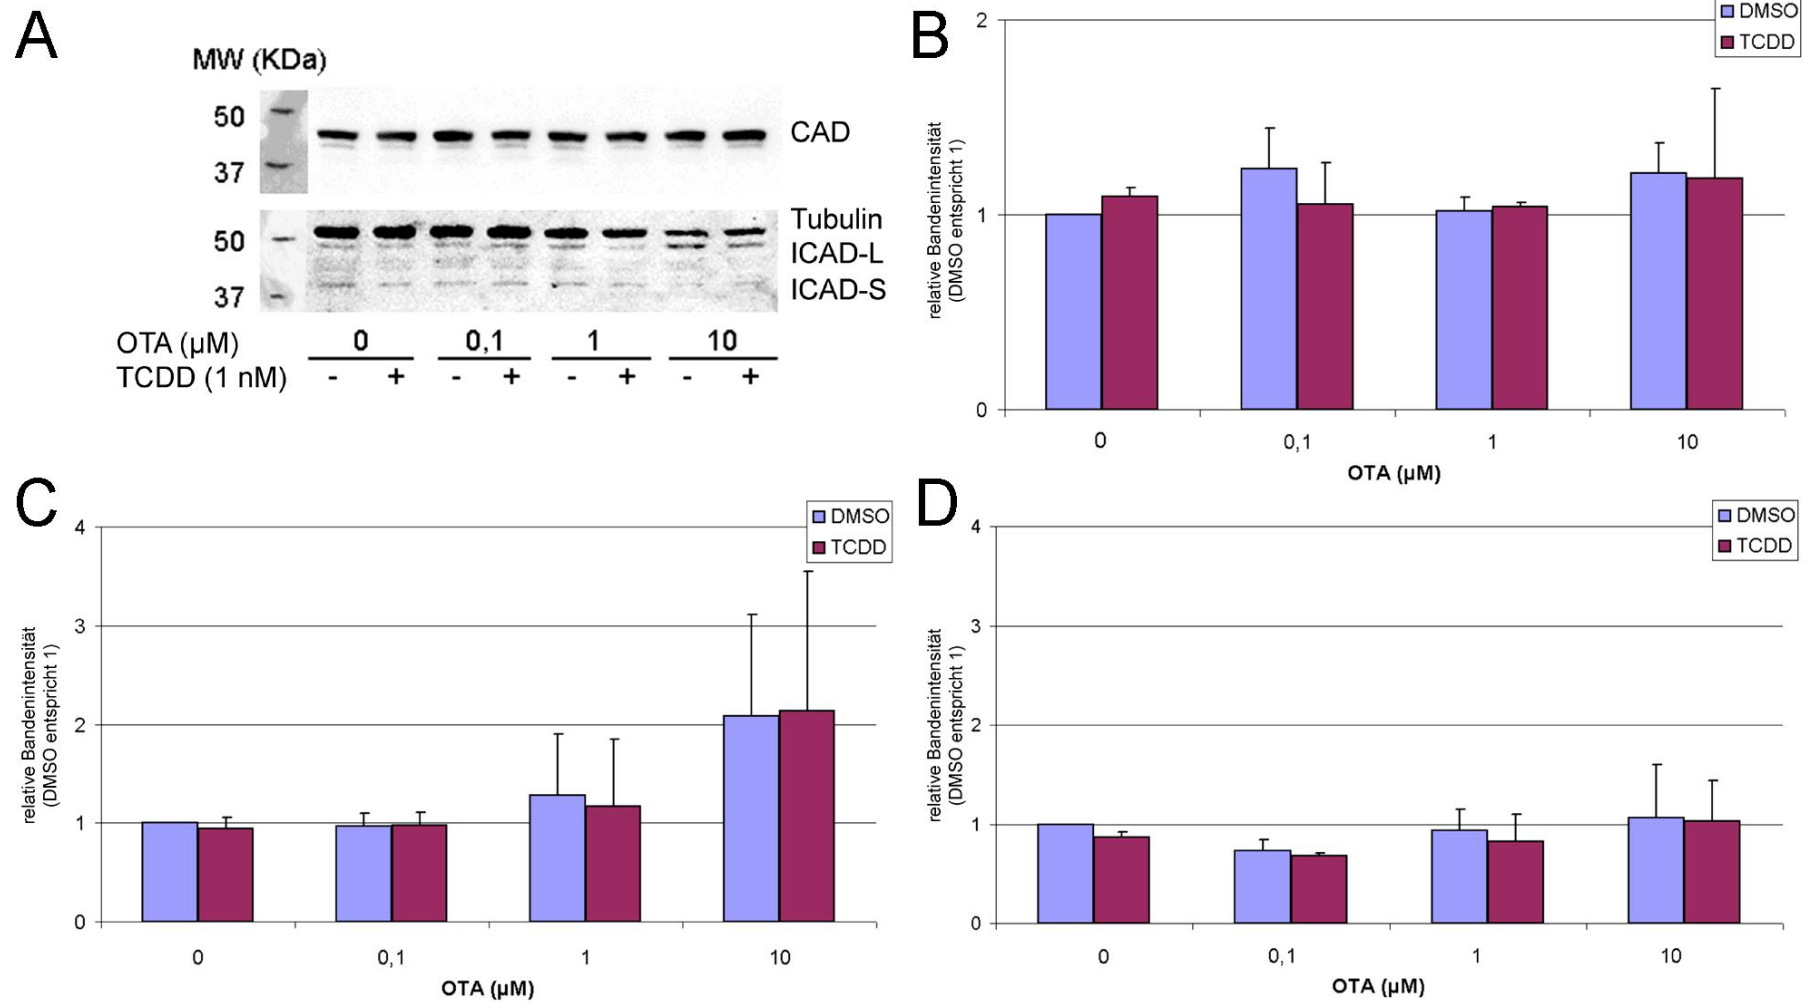 A
MW (KDa)
50
37
CAD
50
37
Tubulin
ICAD-L
ICAD-S
OTA (µM) 0 0,1 1 10
TCDD (1 nM) - + - + - + - +
B
DMSO
TCDD
2
1
0
relative Bandenintensität
(DMSO entspricht 1)
0 0,1 1 10
OTA (µM)
C
DMSO
TCDD
4
3
2
1
0
relative Bandenintensität
(DMSO entspricht 1)
0 0,1 1 10
OTA (µM)
D
DMSO
TCDD
4
3
2
1
0
relative Bandenintensität
(DMSO entspricht 1)
0 0,1 1 10
OTA (µM)